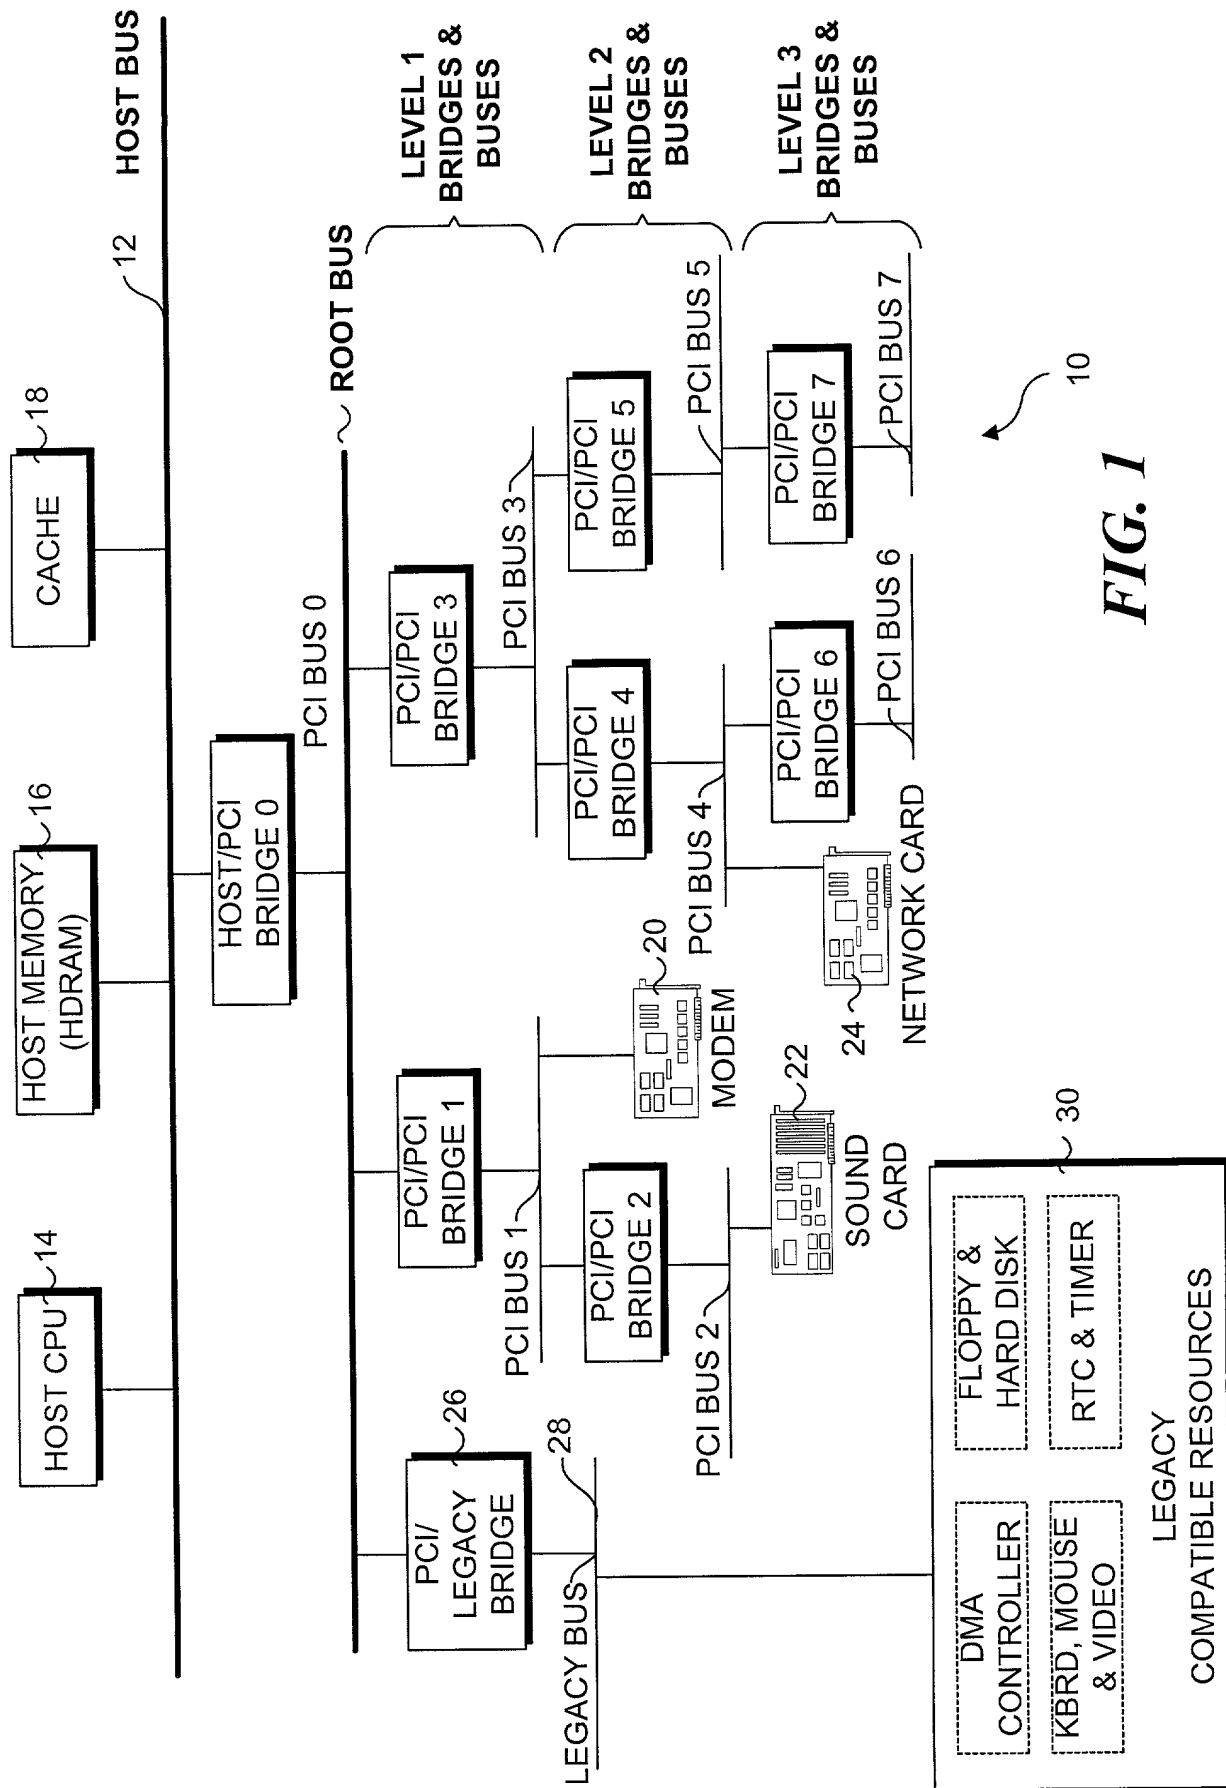 HOST CPU
14
HOST MEMORY
(HDRAM)
16
CACHE
18
12
HOST BUS
HOST/PCI
BRIDGE 0
PCI BUS 0
ROOT BUS
PCI/
LEGACY
BRIDGE
26
PCI/PCI
BRIDGE 1
PCI/PCI
BRIDGE 3
LEVEL 1
BRIDGES &
BUSES
LEGACY BUS
28
PCI BUS 1
PCI BUS 3
PCI/PCI
BRIDGE 2
20
MODEM
PCI/PCI
BRIDGE 4
PCI/PCI
BRIDGE 5
LEVEL 2
BRIDGES &
BUSES
PCI BUS 2
PCI BUS 4
PCI BUS 5
22
SOUND
CARD
24
NETWORK CARD
PCI/PCI
BRIDGE 6
PCI/PCI
BRIDGE 7
LEVEL 3
BRIDGES &
BUSES
PCI BUS 6
PCI BUS 7
30
DMA
CONTROLLER
FLOPPY &
HARD DISK
KBRD, MOUSE
& VIDEO
RTC & TIMER
LEGACY
COMPATIBLE RESOURCES
10
FIG. 1